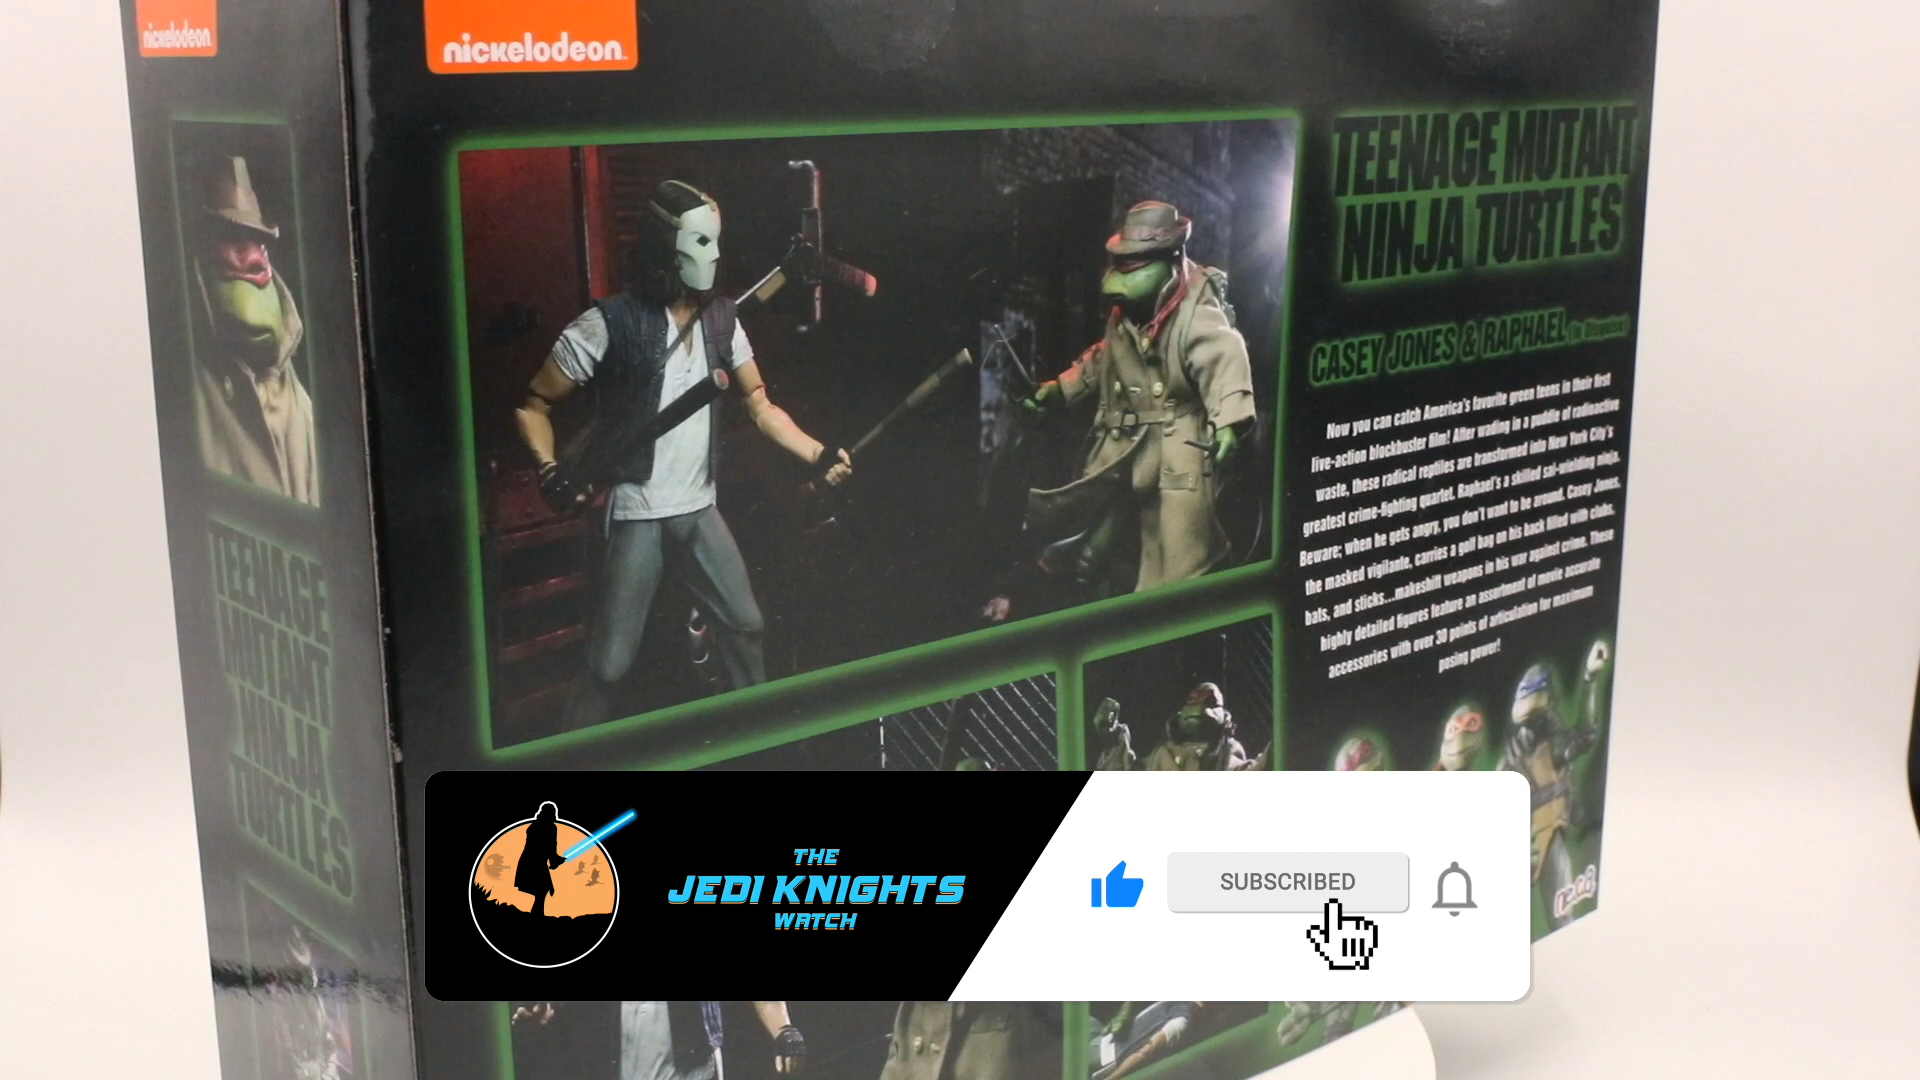 nickelodeon
nickelodeon
TEENAGE MUTANT
NINJA TURTLES
CASEY JONES & RAPHAEL (in Disguise)
Now you can catch America's favorite green teens in their first
live-action blockbuster film! After wading in a puddle of radioactive
waste, these radical reptiles are transformed into New York City's
greatest crime-fighting quartet. Raphael's a skilled sai-wielding ninja.
Beware; when he gets angry, you don't want to be around. Casey Jones,
the masked vigilante, carries a golf bag on his back filled with clubs,
bats, and sticks...makeshift weapons in his war against crime. These
highly detailed figures feature an assortment of movie accurate
accessories with over 30 points of articulation for maximum
posing power!
TEENAGE
MUTANT
NINJA
TURTLES
THE
JEDI KNIGHTS
WATCH
SUBSCRIBED
neca